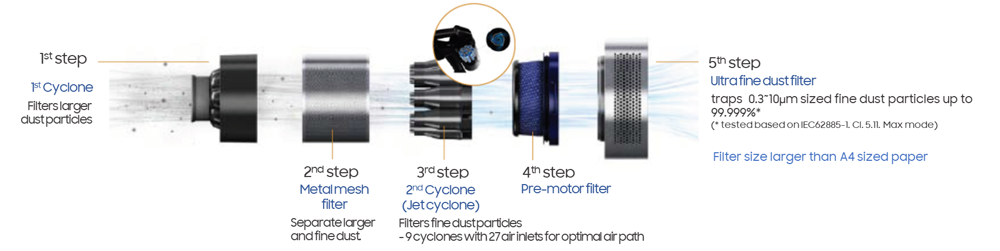 1st step
1st Cyclone
Filters larger
dust particles
2nd step
Metal mesh
filter
Separate larger
and fine dust.
3rd step
2nd Cyclone
(Jet cyclone)
Filters fine dust particles
- 9 cyclones with 27 air inlets for optimal air path
4th step
Pre-motor filter
5th step
Ultra fine dust filter
traps 0.3~10μm sized fine dust particles up to
99.999%*
(* tested based on IEC62885-1. Cl. 5.11. Max mode)
Filter size larger than A4 sized paper